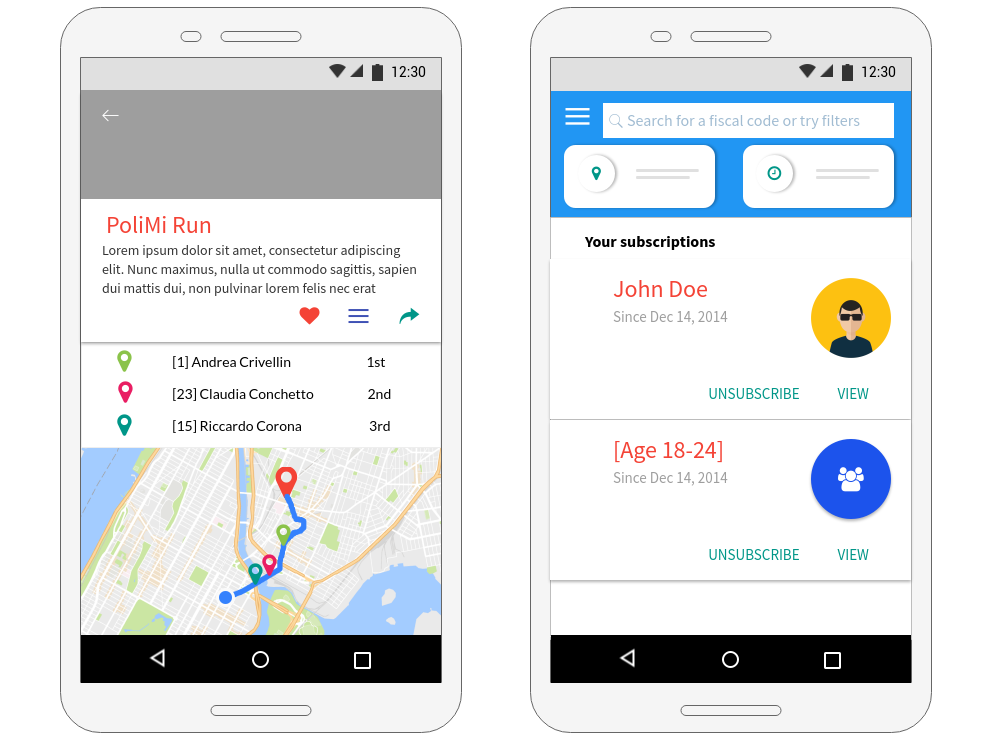 12:30
PoliMi Run
Lorem ipsum dolor sit amet, consectetur adipiscing
elit. Nunc maximus, nulla ut commodo sagittis, sapien
dui mattis dui, non pulvinar lorem felis nec erat
[1] Andrea Crivellin 1st
[23] Claudia Conchetto 2nd
[15] Riccardo Corona 3rd
12:30
Search for a fiscal code or try filters
Your subscriptions
John Doe
Since Dec 14, 2014
UNSUBSCRIBE VIEW
[Age 18-24]
Since Dec 14, 2014
UNSUBSCRIBE VIEW